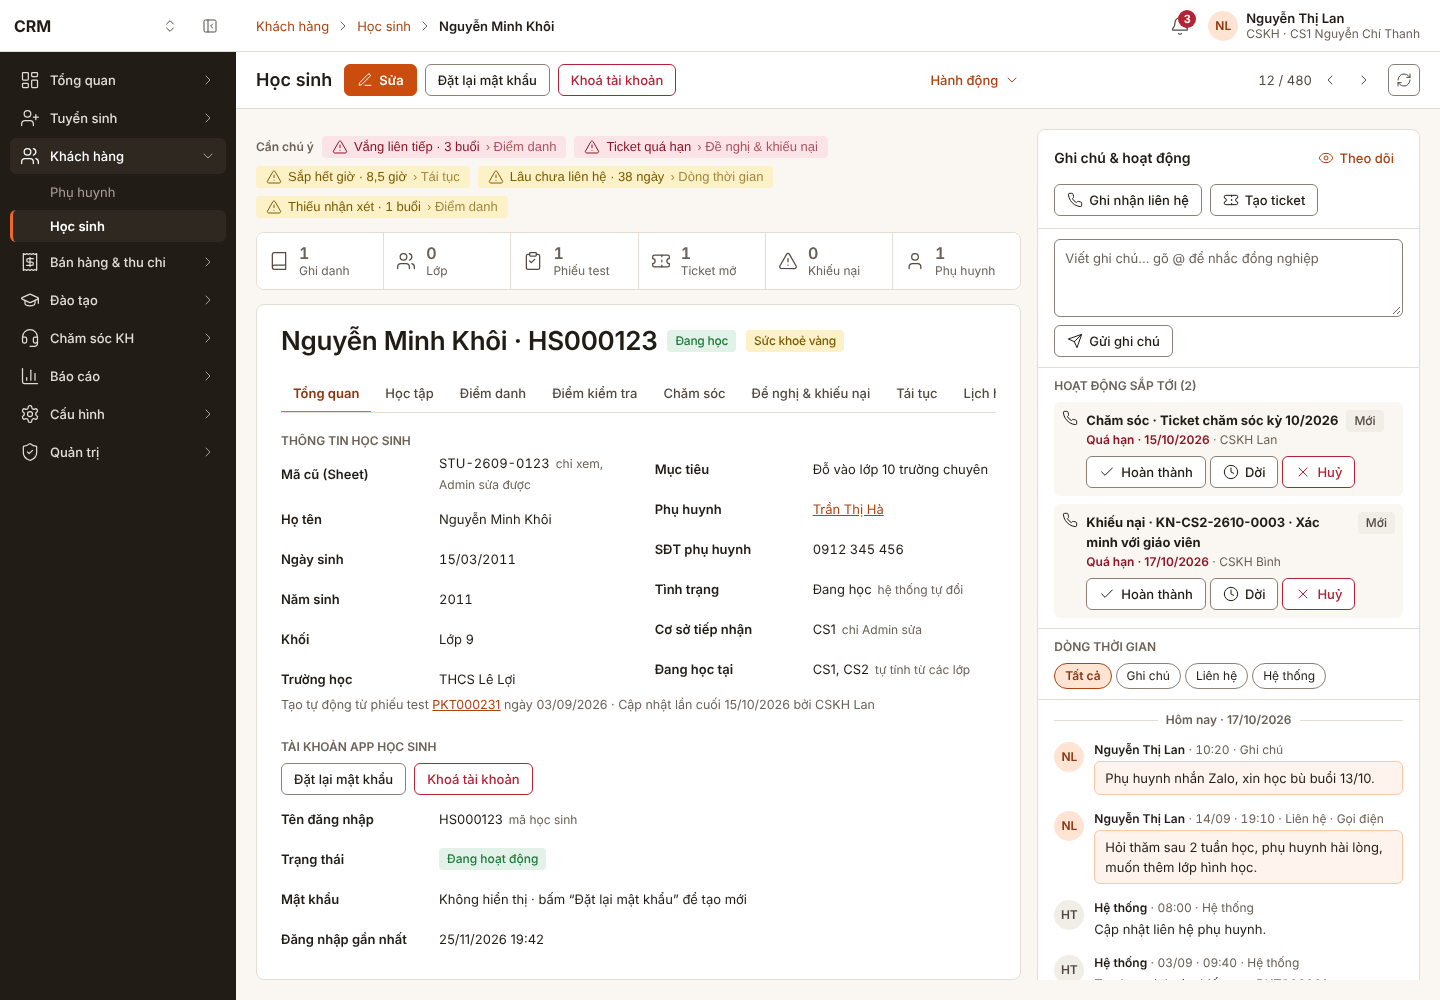 CRM
Khách hàng > Học sinh > Nguyễn Minh Khôi
3
NL
Nguyễn Thị Lan
CSKH · CS1 Nguyễn Chí Thanh
Tổng quan
Tuyển sinh
Khách hàng
Phụ huynh
Học sinh
Bán hàng & thu chi
Đào tạo
Chăm sóc KH
Báo cáo
Cấu hình
Quản trị
Học sinh
Sửa
Đặt lại mật khẩu
Khoá tài khoản
Hành động
12 / 480
Cần chú ý
Vắng liên tiếp · 3 buổi › Điểm danh
Ticket quá hạn › Đề nghị & khiếu nại
Sắp hết giờ · 8,5 giờ › Tái tục
Lâu chưa liên hệ · 38 ngày › Dòng thời gian
Thiếu nhận xét · 1 buổi › Điểm danh
1
Ghi danh
0
Lớp
1
Phiếu test
1
Ticket mở
0
Khiếu nại
1
Phụ huynh
Nguyễn Minh Khôi · HS000123
Đang học
Sức khoẻ vàng
Tổng quan
Học tập
Điểm danh
Điểm kiểm tra
Chăm sóc
Đề nghị & khiếu nại
Tái tục
Lịch
THÔNG TIN HỌC SINH
Mã cũ (Sheet)
STU-2609-0123 chỉ xem,
Admin sửa được
Họ tên
Nguyễn Minh Khôi
Ngày sinh
15/03/2011
Năm sinh
2011
Khối
Lớp 9
Trường học
THCS Lê Lợi
Mục tiêu
Đỗ vào lớp 10 trường chuyên
Phụ huynh
Trần Thị Hà
SĐT phụ huynh
0912 345 456
Tình trạng
Đang học hệ thống tự đổi
Cơ sở tiếp nhận
CS1 chỉ Admin sửa
Đang học tại
CS1, CS2 tự tính từ các lớp
Tạo tự động từ phiếu test PKT000231 ngày 03/09/2026 · Cập nhật lần cuối 15/10/2026 bởi CSKH Lan
TÀI KHOẢN APP HỌC SINH
Đặt lại mật khẩu
Khoá tài khoản
Tên đăng nhập
HS000123 mã học sinh
Trạng thái
Đang hoạt động
Mật khẩu
Không hiển thị · bấm “Đặt lại mật khẩu” để tạo mới
Đăng nhập gần nhất
25/11/2026 19:42
Ghi chú & hoạt động
Theo dõi
Ghi nhận liên hệ
Tạo ticket
Viết ghi chú... gõ @ để nhắc đồng nghiệp
Gửi ghi chú
HOẠT ĐỘNG SẮP TỚI (2)
Chăm sóc · Ticket chăm sóc kỳ 10/2026
Mới
Quá hạn · 15/10/2026 · CSKH Lan
Hoàn thành
Dời
Huỷ
Khiếu nại · KN-CS2-2610-0003 · Xác
minh với giáo viên
Mới
Quá hạn · 17/10/2026 · CSKH Bình
Hoàn thành
Dời
Huỷ
DÒNG THỜI GIAN
Tất cả
Ghi chú
Liên hệ
Hệ thống
Hôm nay · 17/10/2026
NL
Nguyễn Thị Lan · 10:20 · Ghi chú
Phụ huynh nhắn Zalo, xin học bù buổi 13/10.
NL
Nguyễn Thị Lan · 14/09 · 19:10 · Liên hệ · Gọi điện
Hỏi thăm sau 2 tuần học, phụ huynh hài lòng,
muốn thêm lớp hình học.
HT
Hệ thống · 08:00 · Hệ thống
Cập nhật liên hệ phụ huynh.
HT
Hệ thống · 03/09 · 09:40 · Hệ thống